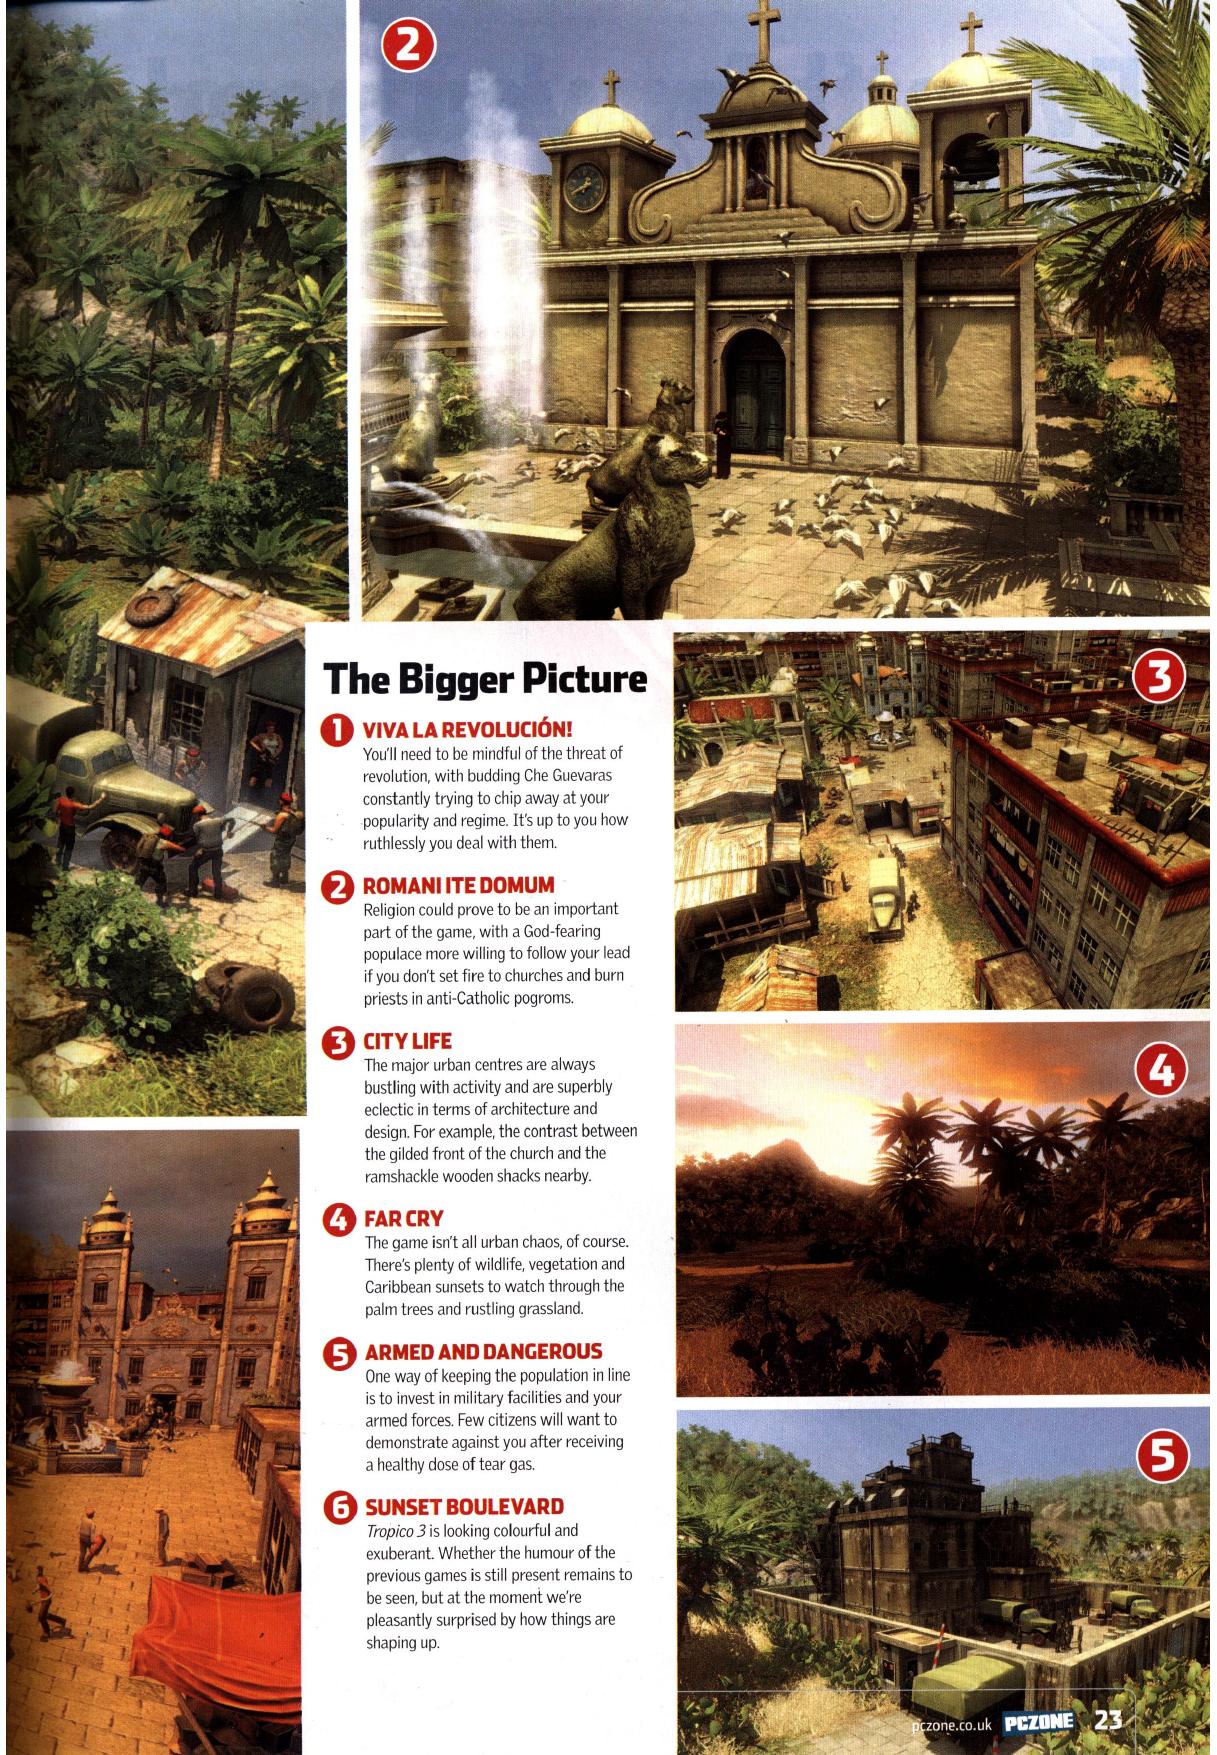 2
The Bigger Picture
1 VIVA LA REVOLUCIÓN!
You'll need to be mindful of the threat of
revolution, with budding Che Guevaras
constantly trying to chip away at your
popularity and regime. It's up to you how
ruthlessly you deal with them.
2 ROMANI ITE DOMUM
Religion could prove to be an important
part of the game, with a God-fearing
populace more willing to follow your lead
if you don't set fire to churches and burn
priests in anti-Catholic pogroms.
3 CITY LIFE
The major urban centres are always
bustling with activity and are superbly
eclectic in terms of architecture and
design. For example, the contrast between
the gilded front of the church and the
ramshackle wooden shacks nearby.
4 FAR CRY
The game isn't all urban chaos, of course.
There's plenty of wildlife, vegetation and
Caribbean sunsets to watch through the
palm trees and rustling grassland.
5 ARMED AND DANGEROUS
One way of keeping the population in line
is to invest in military facilities and your
armed forces. Few citizens will want to
demonstrate against you after receiving
a healthy dose of tear gas.
6 SUNSET BOULEVARD
Tropico 3 is looking colourful and
exuberant. Whether the humour of the
previous games is still present remains to
be seen, but at the moment we're
pleasantly surprised by how things are
shaping up.
3
4
5
pczone.co.uk PCZONE 23